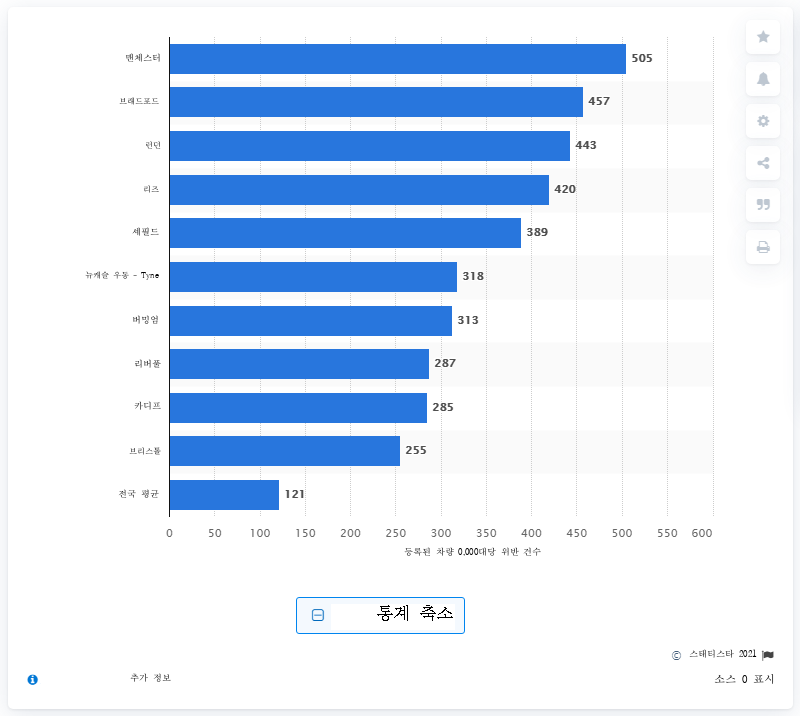 맨체스터 505
브래드포드 457
런던 443
리즈 420
셰필드 389
뉴캐슬 우퐁 - Tyne 318
버밍엄 313
리버풀 287
카디프 285
브리스톨 255
전국 평균 121
0 50 100 150 200 250 300 350 400 450 500 550 600
등록된 차량 0,000대당 위반 건수
통계 축소
© 스태티스타 2021
추가 정보 소스 0 표시